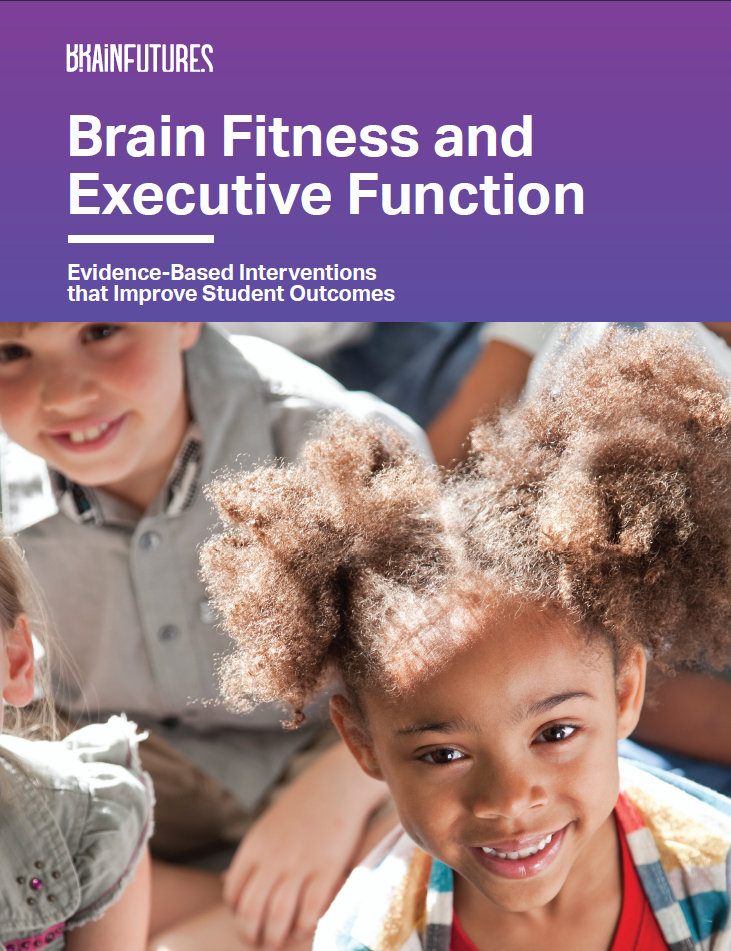 BRAINFUTURES
Brain Fitness and
Executive Function
Evidence-Based Interventions
that Improve Student Outcomes